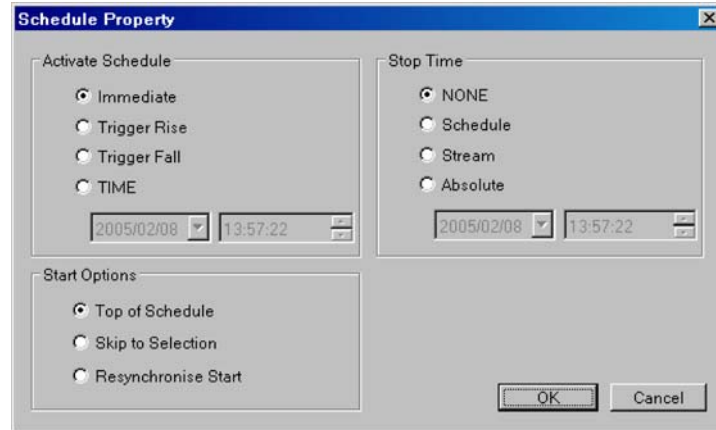 Schedule Property
Activate Schedule
Immediate
Trigger Rise
Trigger Fall
TIME
2005/02/08 13:57:22
Stop Time
NONE
Schedule
Stream
Absolute
2005/02/08 13:57:22
Start Options
Top of Schedule
Skip to Selection
Resynchronise Start
OK Cancel